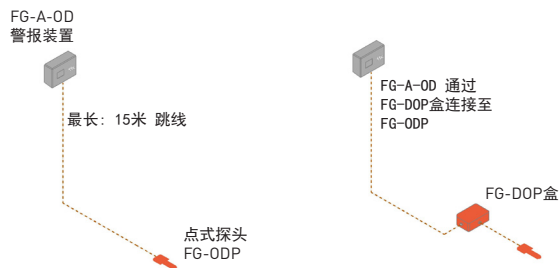 FG-A-OD
警报装置
最长: 15米 跳线
点式探头
FG-ODP
FG-A-OD 通过
FG-DOP盒连接至
FG-ODP
FG-DOP盒